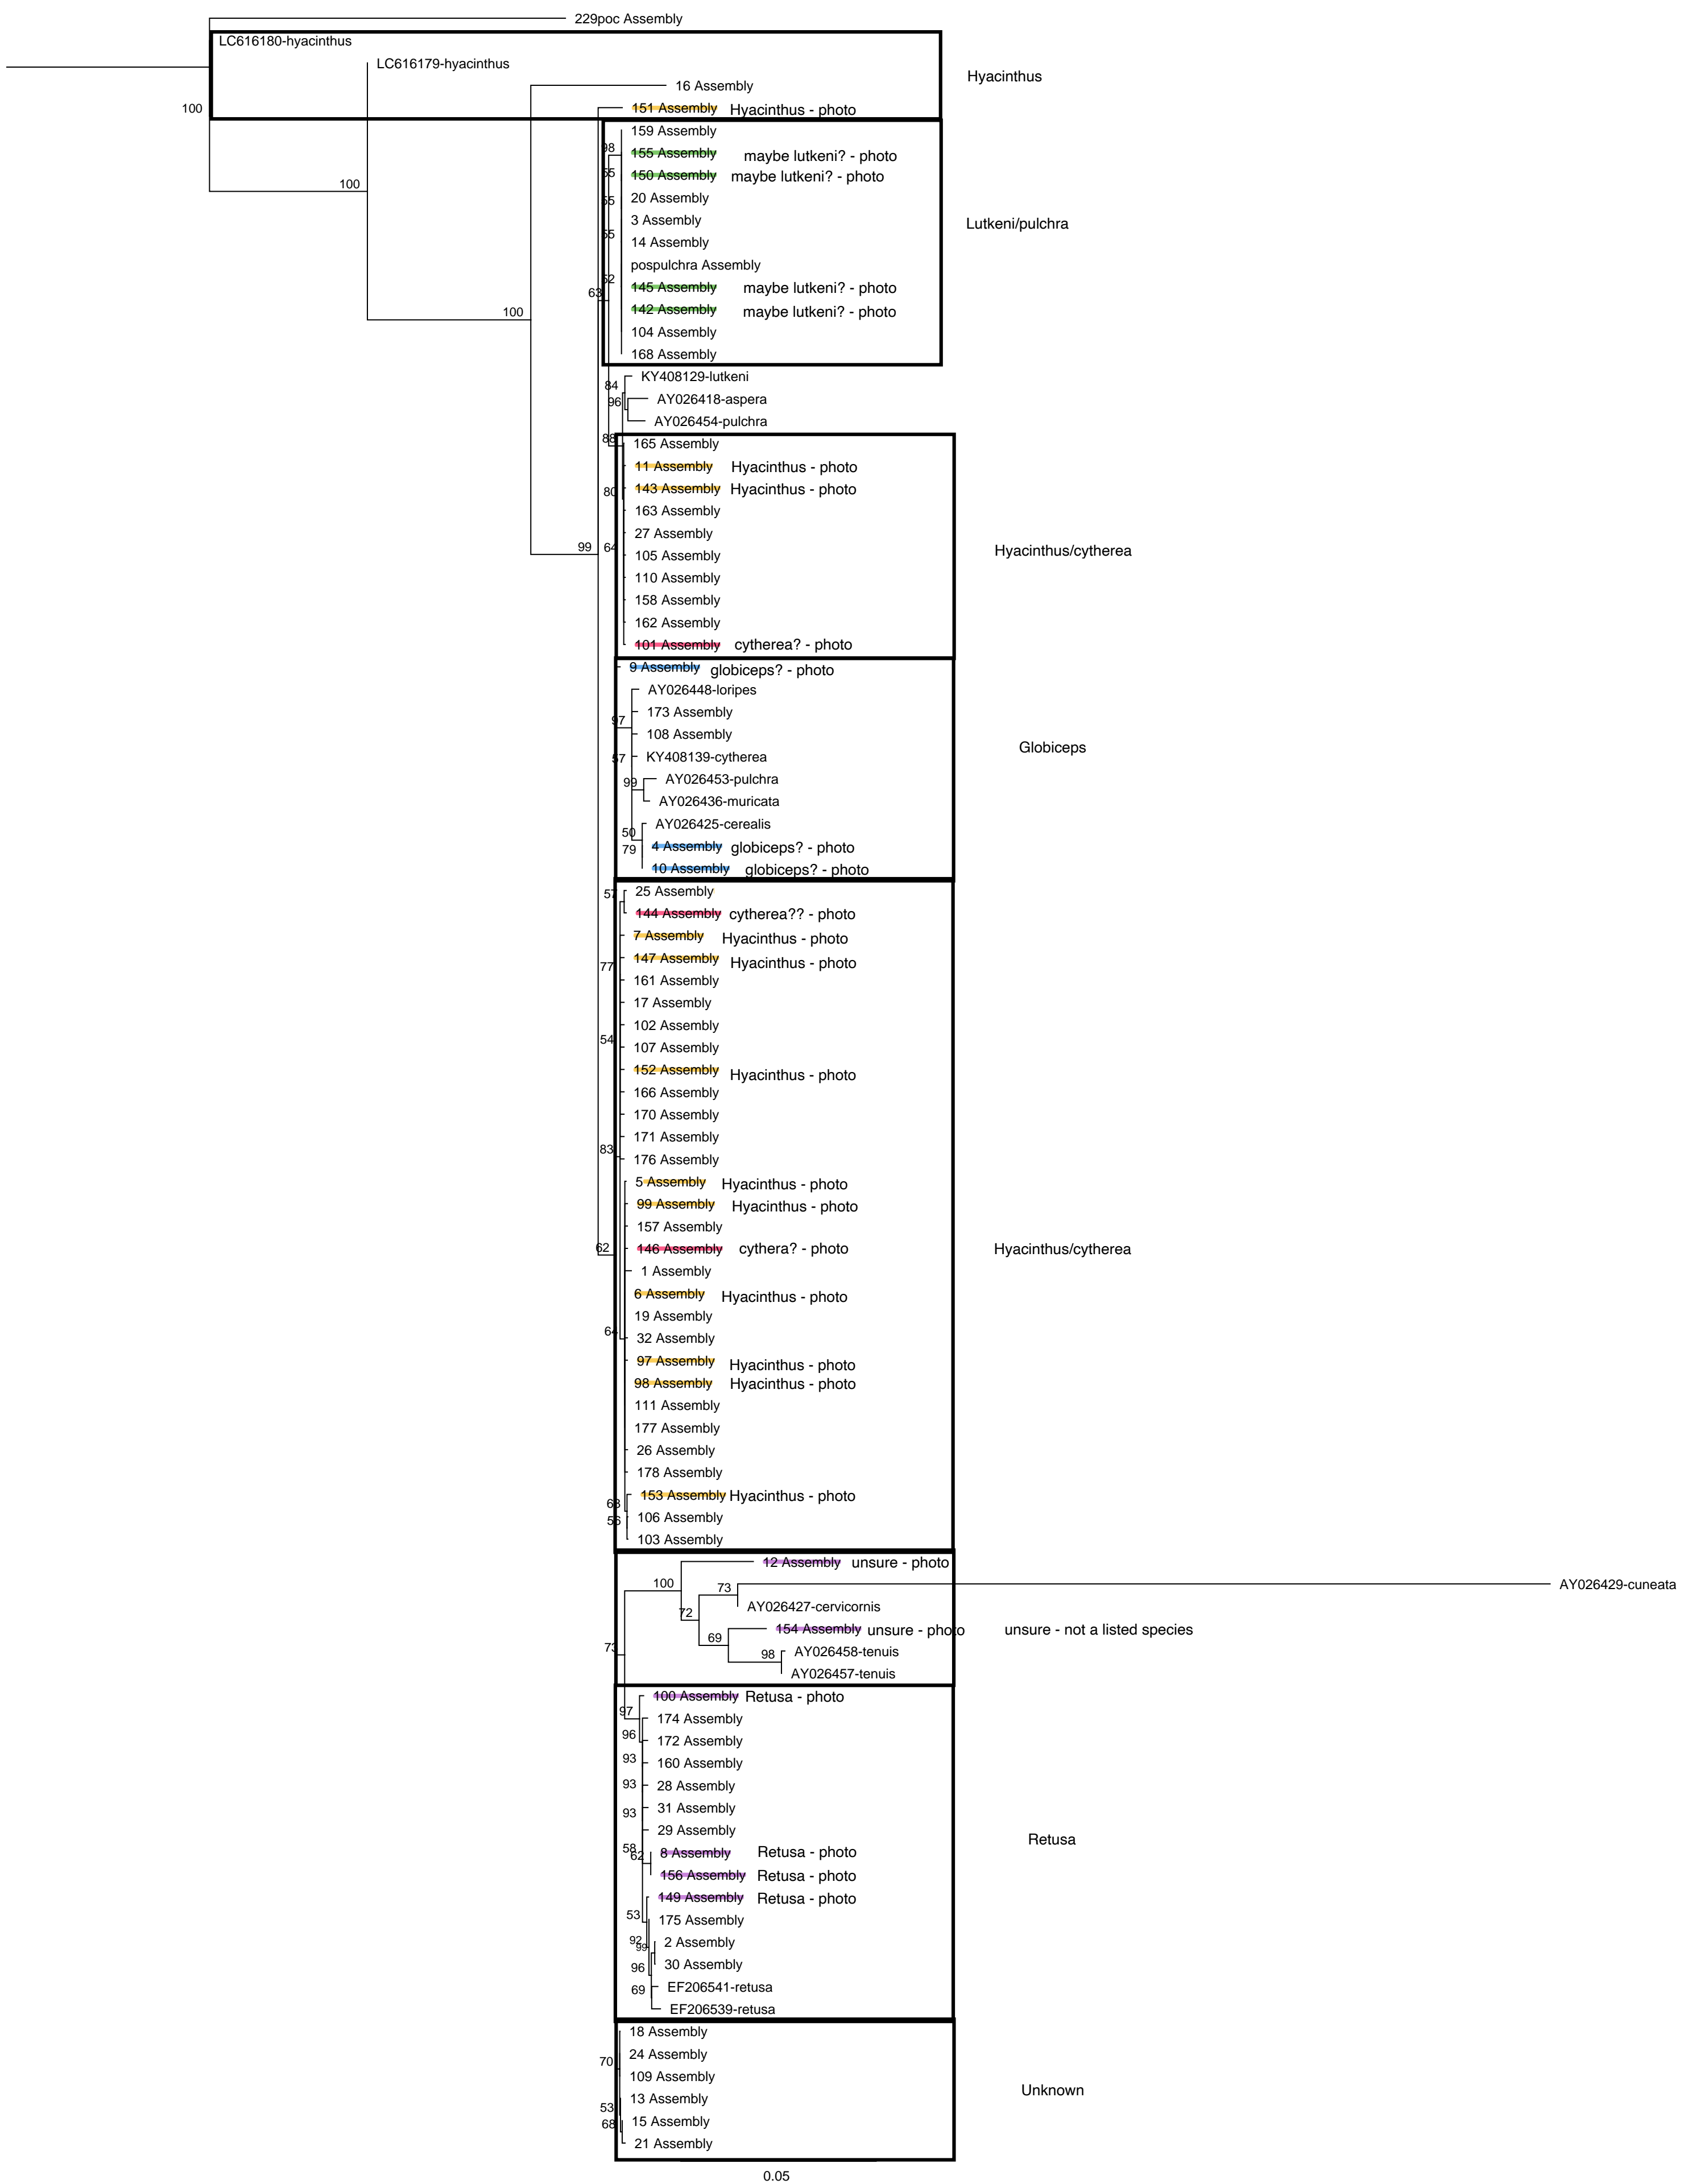 229poc Assembly
LC616180-hyacinthus
LC616179-hyacinthus
Hyacinthus
16 Assembly
100
151 Assembly Hyacinthus - photo
159 Assembly
98
155 Assembly maybe lutkeni? - photo
55
150 Assembly maybe lutkeni? - photo
100
20 Assembly
55
3 Assembly
Lutkeni/pulchra
55
14 Assembly
pospulchra Assembly
52
145 Assembly maybe lutkeni? - photo
63
142 Assembly maybe lutkeni? - photo
100
104 Assembly
168 Assembly
KY408129-lutkeni
84
AY026418-aspera
96
AY026454-pulchra
88
165 Assembly
11 Assembly Hyacinthus - photo
80
143 Assembly Hyacinthus - photo
163 Assembly
27 Assembly
99 64
105 Assembly
Hyacinthus/cytherea
110 Assembly
158 Assembly
162 Assembly
101 Assembly cytherea? - photo
9 Assembly globiceps? - photo
AY026448-loripes
97
173 Assembly
108 Assembly
Globiceps
57
KY408139-cytherea
99
AY026453-pulchra
AY026436-muricata
50
AY026425-cerealis
79
4 Assembly globiceps? - photo
10 Assembly globiceps? - photo
57
25 Assembly
144 Assembly cytherea?? - photo
7 Assembly Hyacinthus - photo
77
147 Assembly Hyacinthus - photo
161 Assembly
17 Assembly
102 Assembly
54
107 Assembly
152 Assembly Hyacinthus - photo
166 Assembly
170 Assembly
171 Assembly
83
176 Assembly
5 Assembly Hyacinthus - photo
99 Assembly Hyacinthus - photo
157 Assembly
62
146 Assembly cythera? - photo
Hyacinthus/cytherea
1 Assembly
6 Assembly Hyacinthus - photo
19 Assembly
64
32 Assembly
97 Assembly Hyacinthus - photo
98 Assembly Hyacinthus - photo
111 Assembly
177 Assembly
26 Assembly
178 Assembly
153 Assembly Hyacinthus - photo
63
106 Assembly
56
103 Assembly
12 Assembly unsure - photo
100
73
AY026429-cuneata
AY026427-cervicornis
72
154 Assembly unsure - photo
unsure - not a listed species
69
73
98
AY026458-tenuis
AY026457-tenuis
100 Assembly Retusa - photo
97
174 Assembly
96
172 Assembly
93
160 Assembly
93
28 Assembly
93
31 Assembly
29 Assembly
Retusa
58
62
8 Assembly Retusa - photo
156 Assembly Retusa - photo
149 Assembly Retusa - photo
53
175 Assembly
92
99
2 Assembly
96
30 Assembly
69
EF206541-retusa
EF206539-retusa
18 Assembly
70
24 Assembly
109 Assembly
Unknown
13 Assembly
53
15 Assembly
68
21 Assembly
0.05